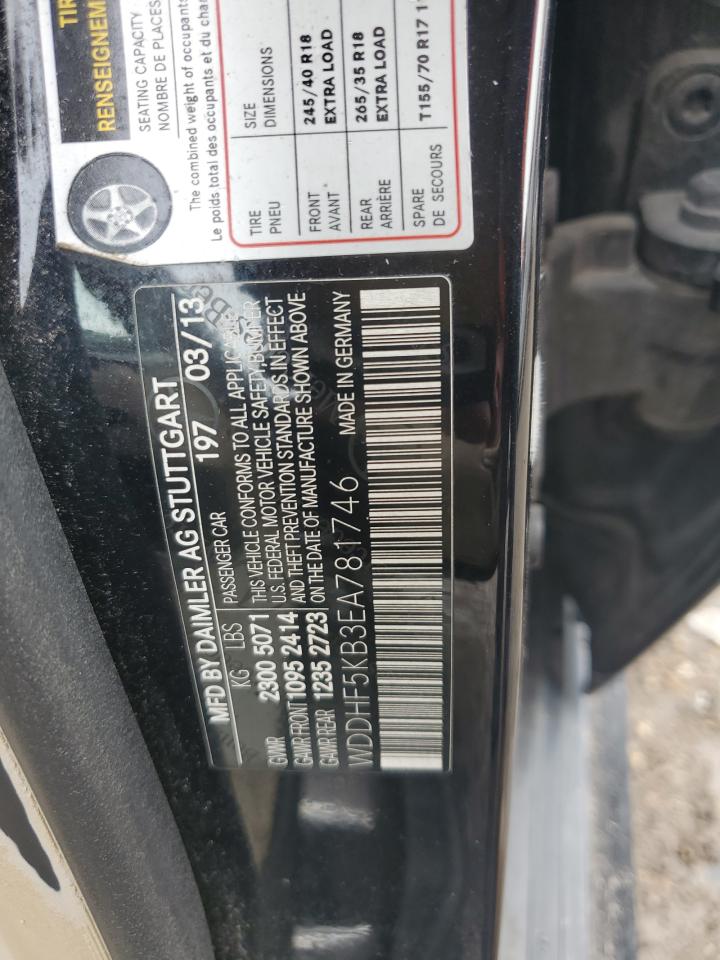 TIR
RENSEIGNEM
SEATING CAPACITY
NOMBRE DE PLACES
The combined weight of occupants
Le poids total des occupants et du char
TIRE SIZE
PNEU DIMENSIONS
FRONT 245/40 R18
AVANT EXTRA LOAD
REAR 265/35 R18
ARRIÈRE EXTRA LOAD
SPARE T155/70 R17 11
DE SECOURS
MFD BY DAIMLER AG STUTTGART
197 03/13
KG LBS PASSENGER CAR
GVWR 2300 5071
GAWR FRONT 1095 2414
GAWR REAR 1235 2723
THIS VEHICLE CONFORMS TO ALL APPLICABLE
U.S. FEDERAL MOTOR VEHICLE SAFETY, BUMPER
AND THEFT PREVENTION STANDARDS IN EFFECT
ON THE DATE OF MANUFACTURE SHOWN ABOVE
WDDHF5KB3EA781746 MADE IN GERMANY